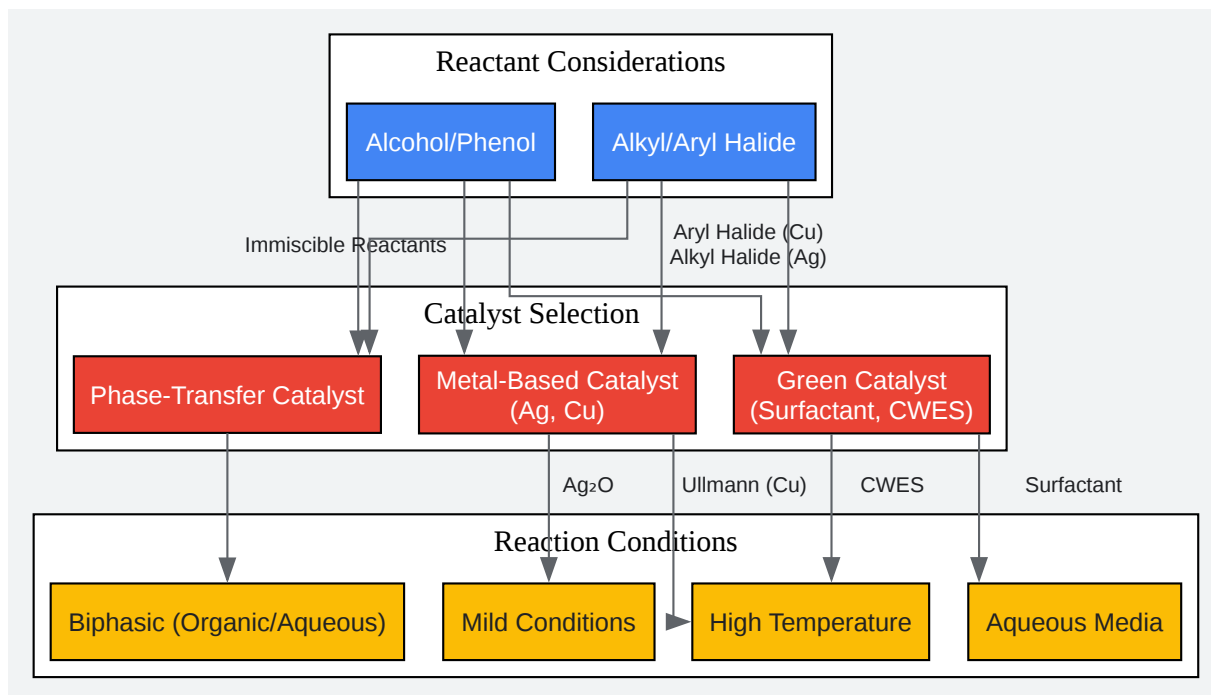 Reactant Considerations
Alcohol/Phenol
Alkyl/Aryl Halide
Immiscible Reactants
Aryl Halide (Cu)
Alkyl Halide (Ag)
Catalyst Selection
Phase-Transfer Catalyst
Metal-Based Catalyst
(Ag, Cu)
Green Catalyst
(Surfactant, CWES)
Ag₂O
Ullmann (Cu)
CWES
Surfactant
Reaction Conditions
Biphasic (Organic/Aqueous)
Mild Conditions
High Temperature
Aqueous Media